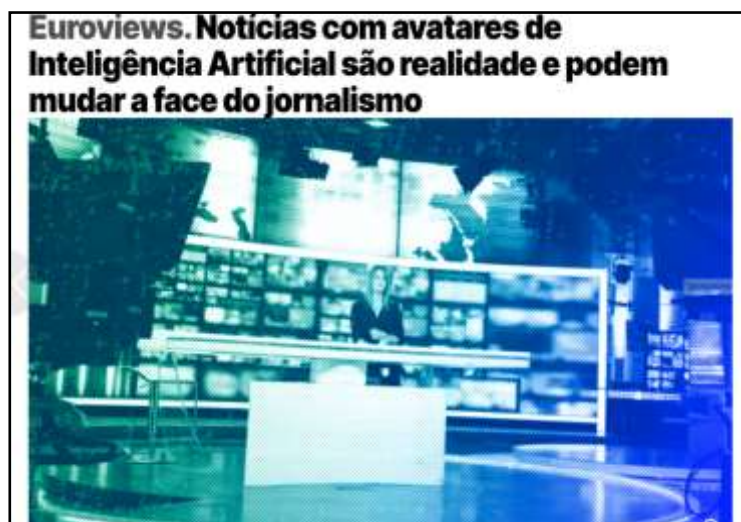 Euroviews. Notícias com avatares de
Inteligência Artificial são realidade e podem
mudar a face do jornalismo